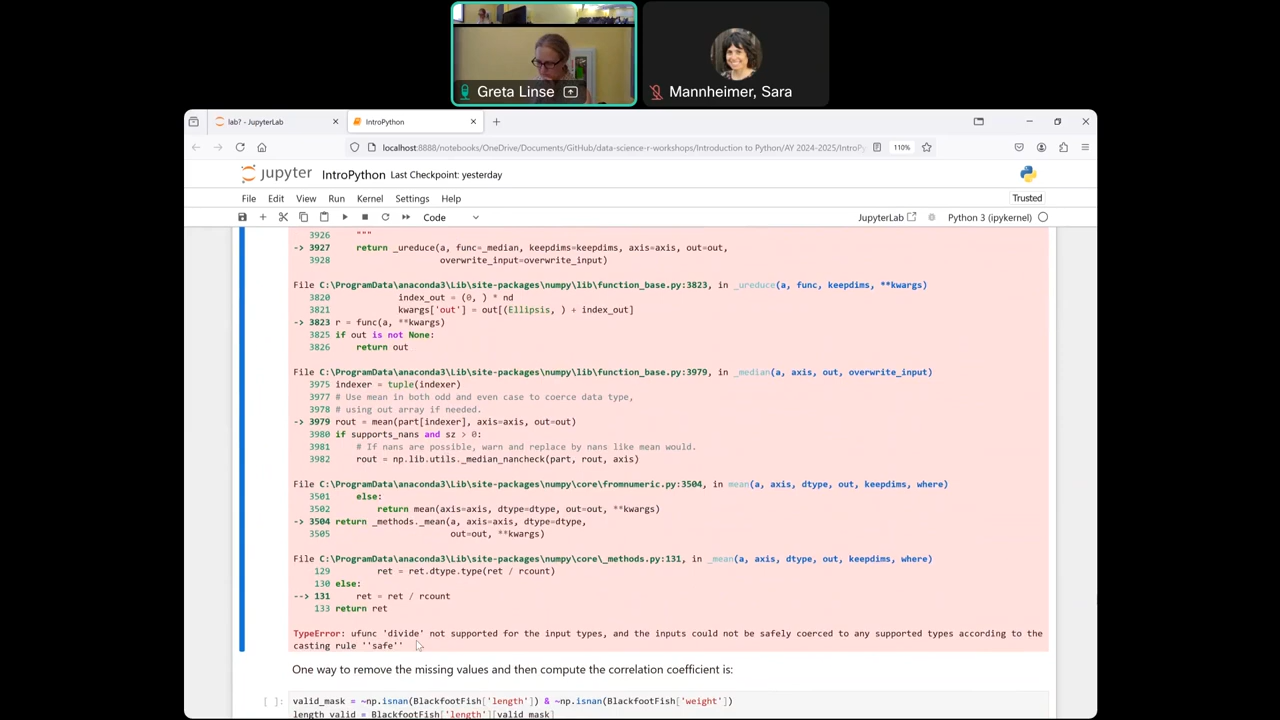 Greta Linse
Mannheimer, Sara
lab? - JupyterLab
IntroPython
localhost:8888/notebooks/OneDrive/Documents/GitHub/data-science-r-workshops/Introduction to Python/AY 2024-2025/IntroPy
110%
jupyter IntroPython Last Checkpoint: yesterday
File Edit View Run Kernel Settings Help
Trusted
Code
JupyterLab
Python 3 (ipykernel)
3926 """
-> 3927 return _ureduce(a, func=_median, keepdims=keepdims, axis=axis, out=out,
3928 overwrite_input=overwrite_input)
File C:\ProgramData\anaconda3\Lib\site-packages\numpy\lib\function_base.py:3823, in _ureduce(a, func, keepdims, **kwargs)
3820 index_out = (0, ) * nd
3821 kwargs['out'] = out[(Ellipsis, ) + index_out]
-> 3823 r = func(a, **kwargs)
3825 if out is not None:
3826 return out
File C:\ProgramData\anaconda3\Lib\site-packages\numpy\lib\function_base.py:3979, in _median(a, axis, out, overwrite_input)
3975 indexer = tuple(indexer)
3977 # Use mean in both odd and even case to coerce data type,
3978 # using out array if needed.
-> 3979 rout = mean(part[indexer], axis=axis, out=out)
3980 if supports_nans and sz > 0:
3981 # If nans are possible, warn and replace by nans like mean would.
3982 rout = np.lib.utils._median_nancheck(part, rout, axis)
File C:\ProgramData\anaconda3\Lib\site-packages\numpy\core\fromnumeric.py:3504, in mean(a, axis, dtype, out, keepdims, where)
3501 else:
3502 return mean(axis=axis, dtype=dtype, out=out, **kwargs)
-> 3504 return _methods._mean(a, axis=axis, dtype=dtype,
3505 out=out, **kwargs)
File C:\ProgramData\anaconda3\Lib\site-packages\numpy\core\_methods.py:131, in _mean(a, axis, dtype, out, keepdims, where)
129 ret = ret.dtype.type(ret / rcount)
130 else:
--> 131 ret = ret / rcount
133 return ret
TypeError: ufunc 'divide' not supported for the input types, and the inputs could not be safely coerced to any supported types according to the
casting rule ''safe''
One way to remove the missing values and then compute the correlation coefficient is:
[ ]: valid_mask = ~np.isnan(BlackfootFish['length']) & ~np.isnan(BlackfootFish['weight'])
length_valid = BlackfootFish['length'][valid_mask]